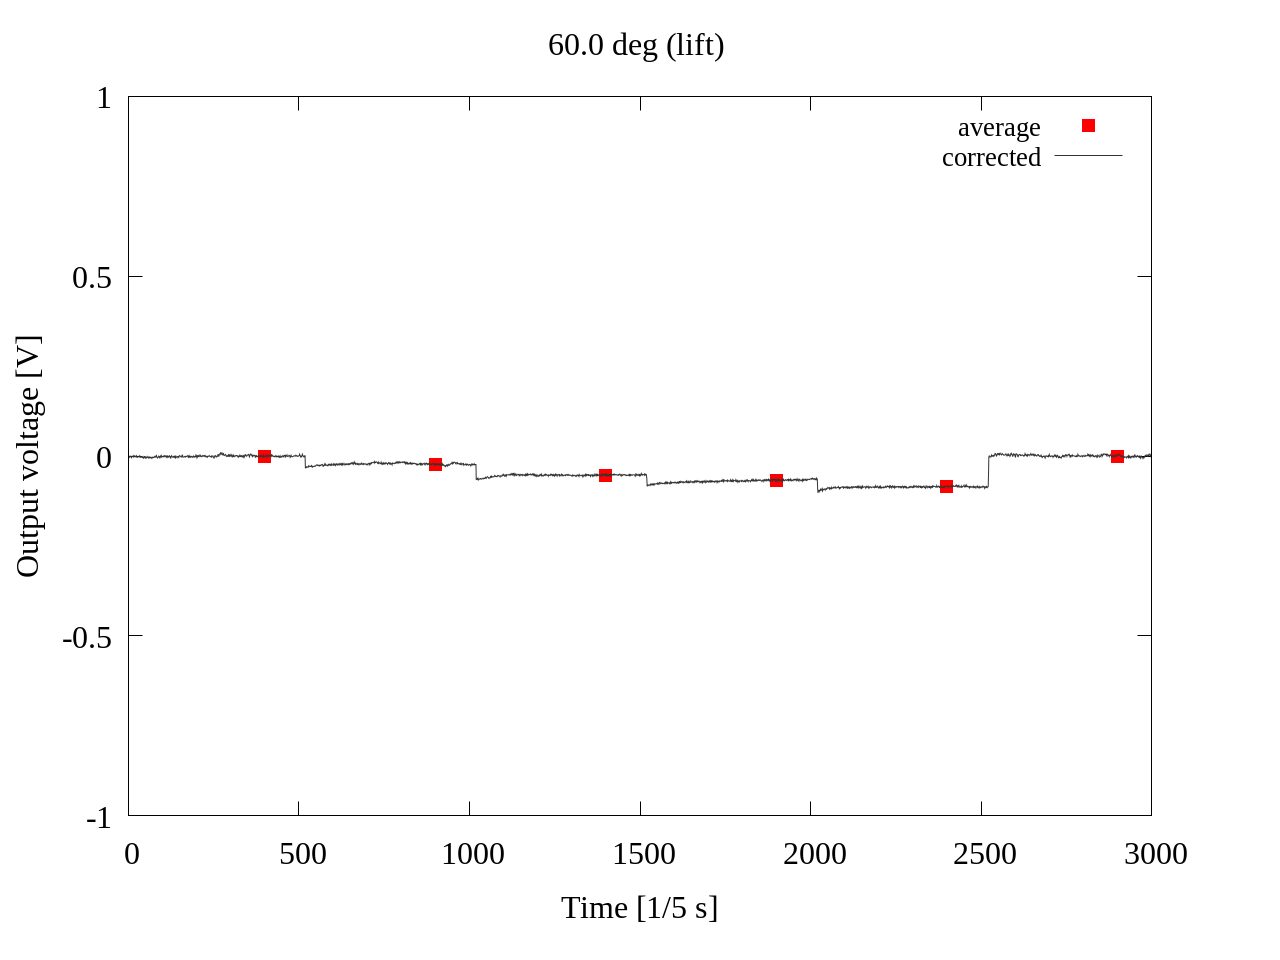 60.0 deg (lift)
average
corrected
1
0.5
0
-0.5
-1
Output voltage [V]
0 500 1000 1500 2000 2500 3000
Time [1/5 s]